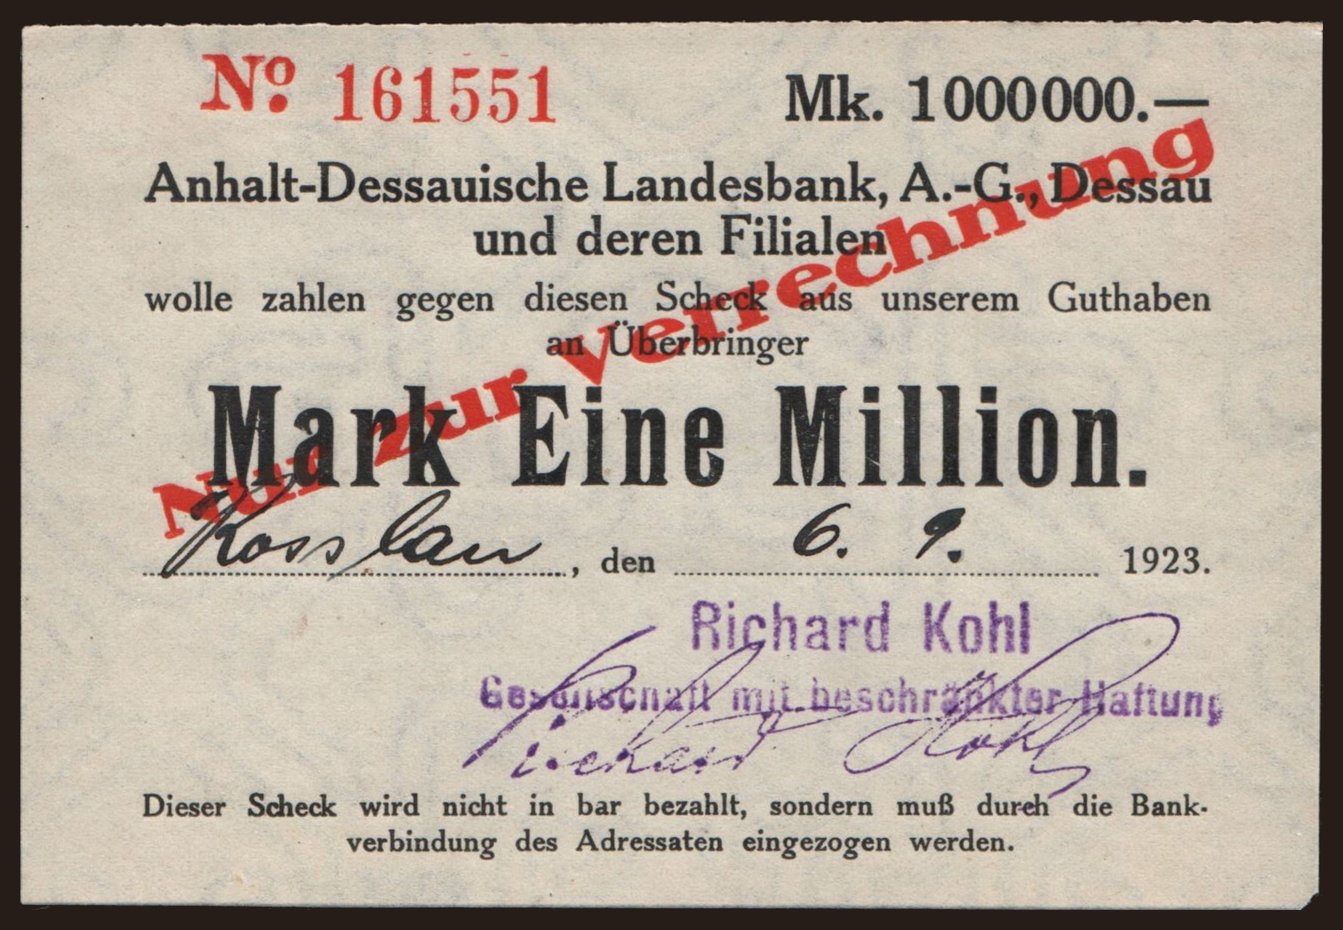 No. 161551 Mk. 1000000.—
Anhalt-Dessauische Landesbank, A.-G., Dessau
und deren Filialen
wolle zahlen gegen diesen Scheck aus unserem Guthaben
an Überbringer
Nur zur Verrechnung
Mark Eine Million.
Rosslau, den 6. 9. 1923.
Richard Kohl
Gesellschaft mit beschränkter Haftung
Richard Kohl
Dieser Scheck wird nicht in bar bezahlt, sondern muß durch die Bank-
verbindung des Adressaten eingezogen werden.